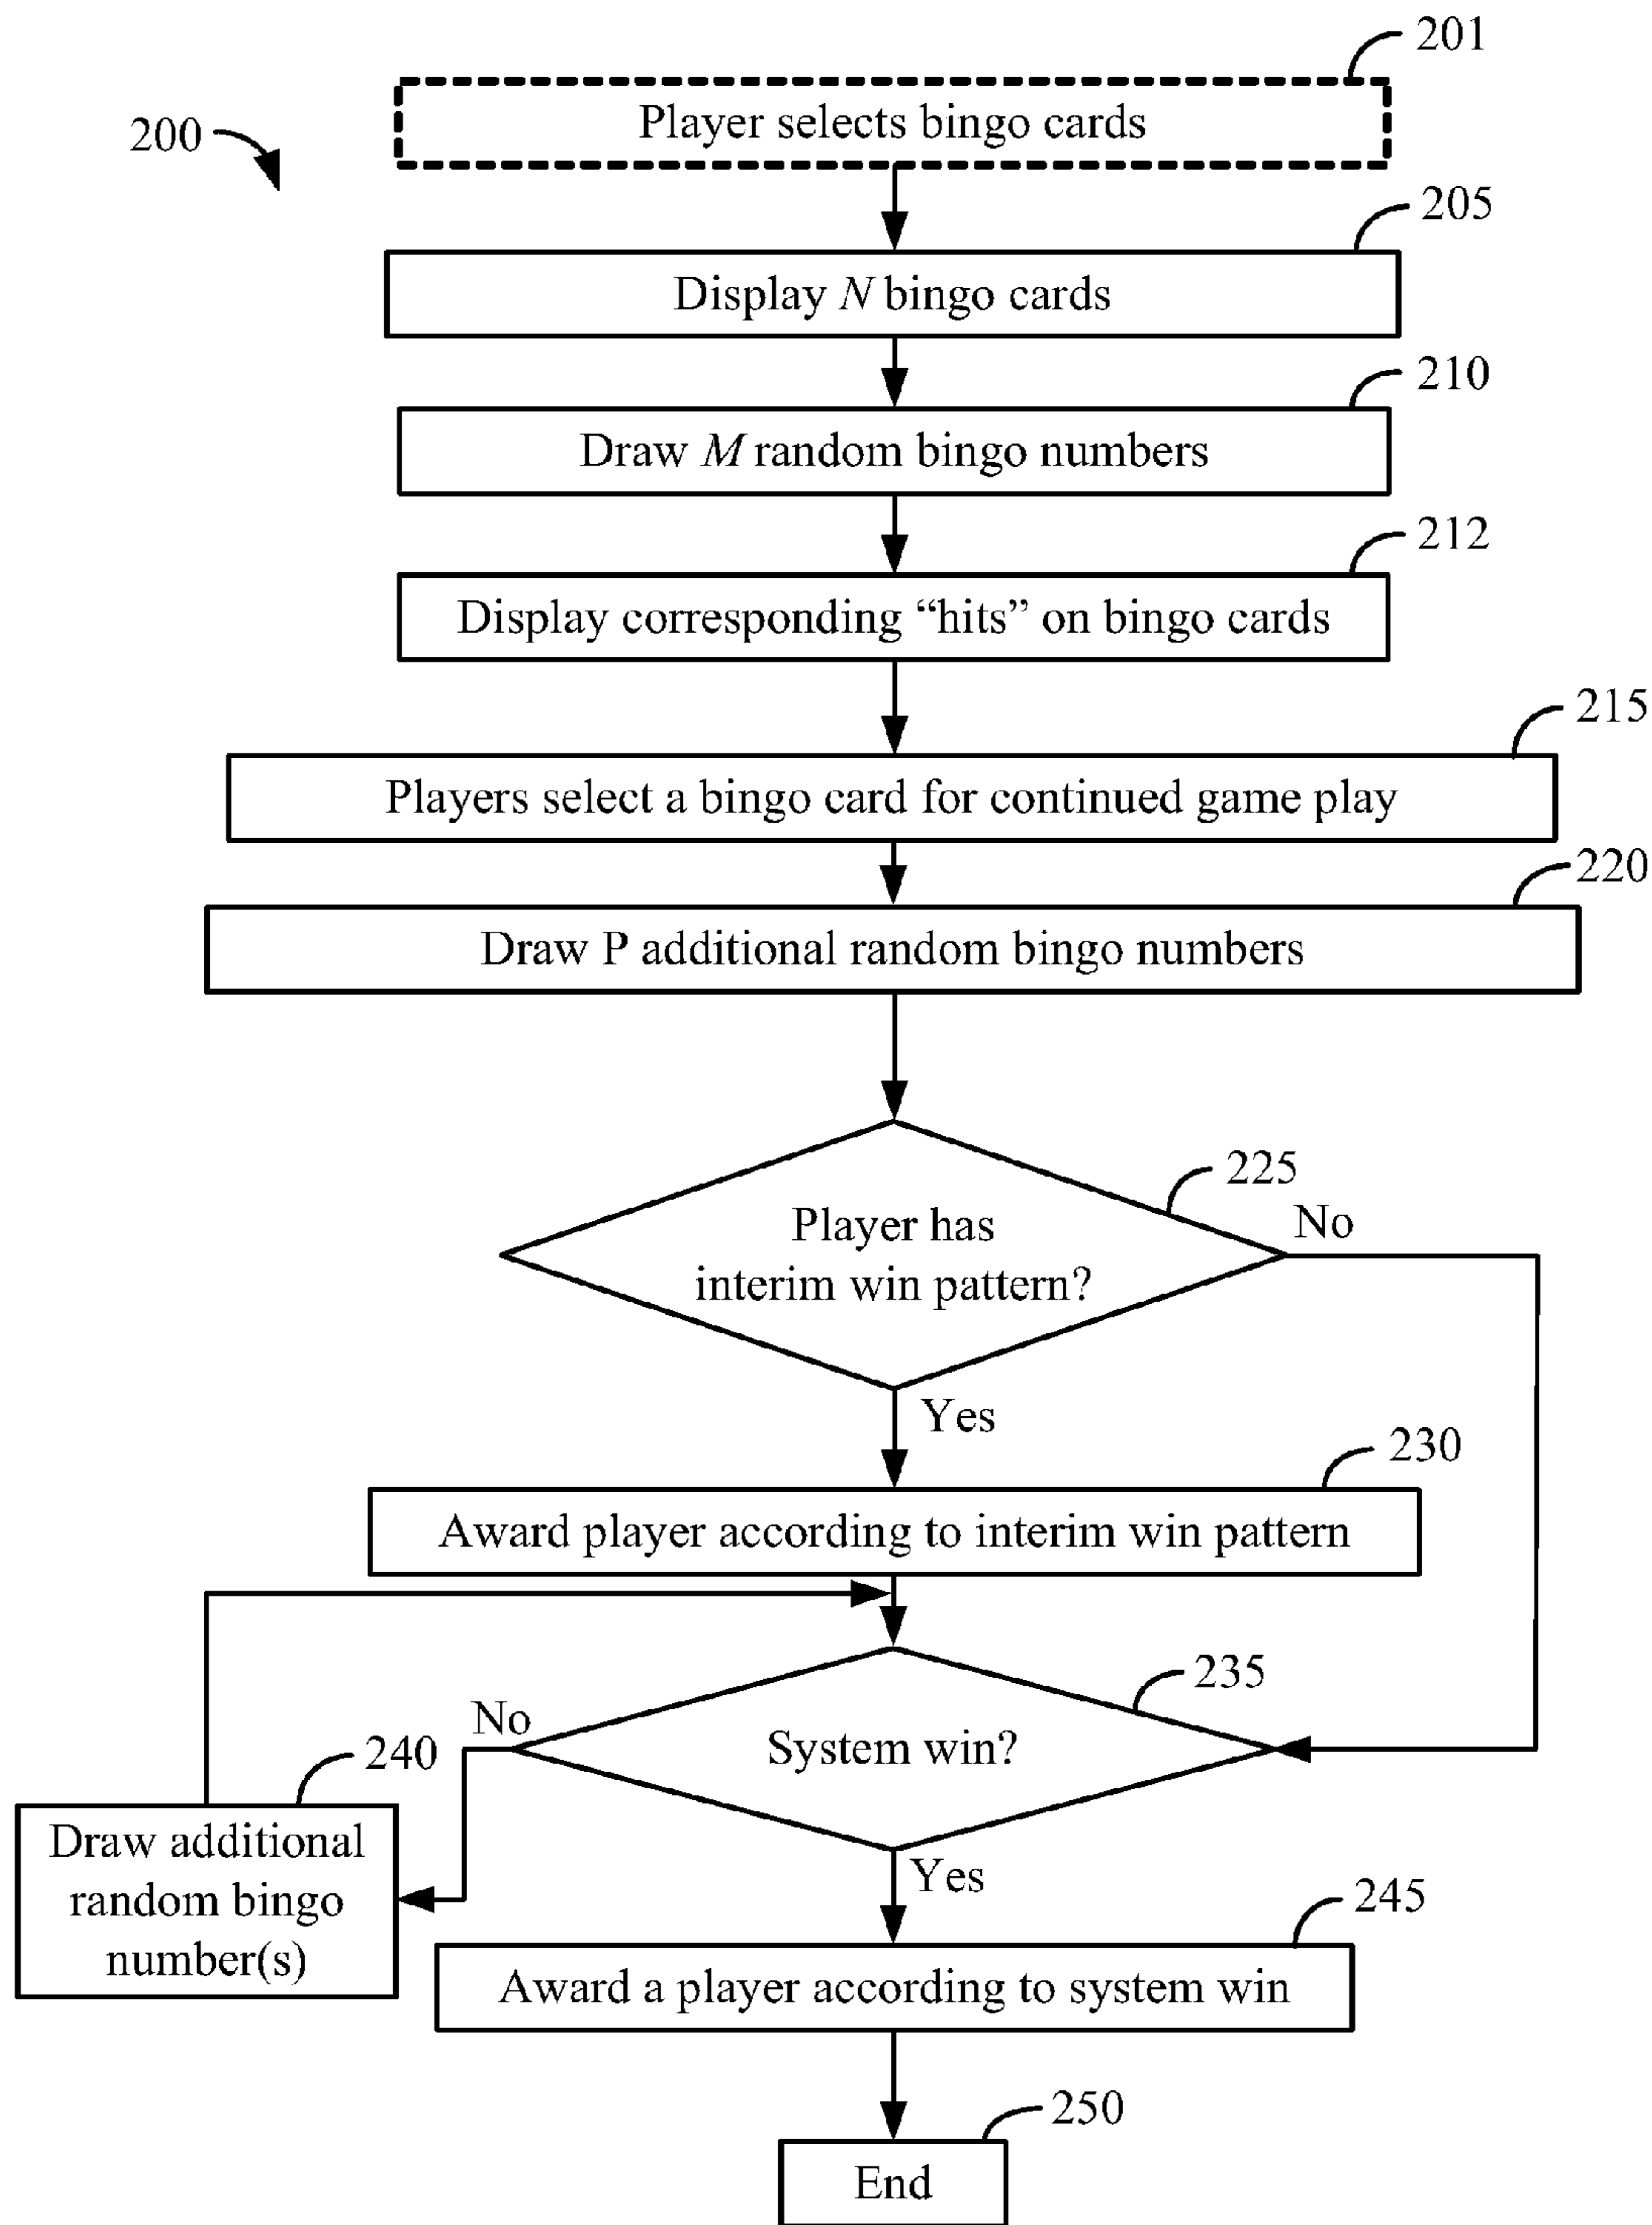 201
200
Player selects bingo cards
205
Display N bingo cards
210
Draw M random bingo numbers
212
Display corresponding “hits” on bingo cards
215
Players select a bingo card for continued game play
220
Draw P additional random bingo numbers
225
No
Player has
interim win pattern?
Yes
230
Award player according to interim win pattern
235
No
System win?
240
Draw additional
random bingo
number(s)
Yes
245
Award a player according to system win
250
End